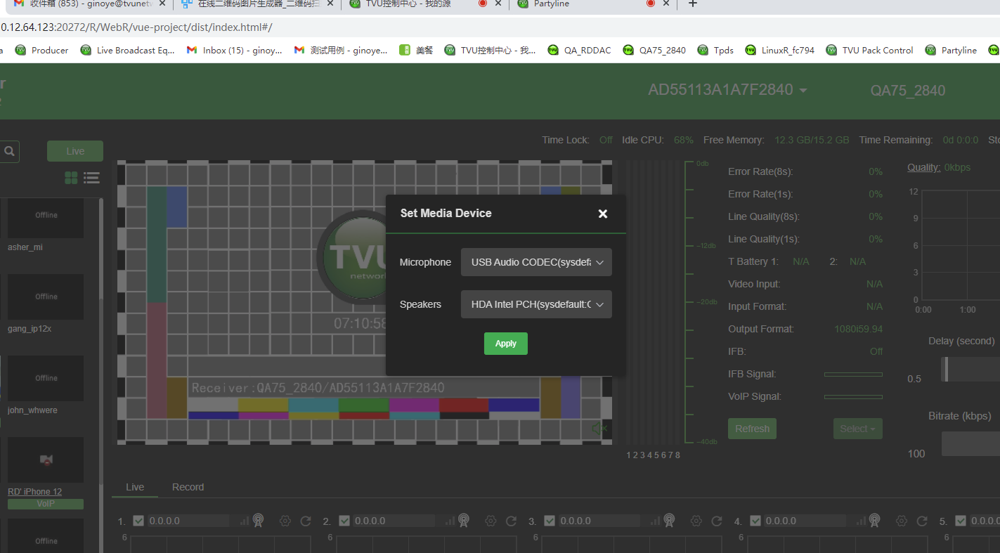 收件箱 (853) - ginoye@tvunetw
在线二维码图片生成器_二维码扫
TVU控制中心 - 我的源
Partyline
0.12.64.123:20272/R/WebR/vue-project/dist/index.html#/
a
Producer
Live Broadcast Eq...
Inbox (15) - ginoy...
测试用例 - ginoye...
美餐
TVU控制中心 - 我...
QA_RDDAC
QA75_2840
Tpds
LinuxR_fc794
TVU Pack Control
Partyline
r
2
AD55113A1A7F2840
QA75_2840
Time Lock: Off Idle CPU: 68% Free Memory: 12.3 GB/15.2 GB Time Remaining: 0d 0:0:0 Sto
Live
Offline
asher_mi
Offline
gang_ip12x
Offline
john_whwere
RD' iPhone 12
VoIP
Offline
TVU
network
07:10:58
Receiver:QA75_2840/AD55113A1A7F2840
Set Media Device
Microphone USB Audio CODEC(sysdefa
Speakers HDA Intel PCH(sysdefault:C
Apply
0db
-12db
-20db
-40db
1 2 3 4 5 6 7 8
Error Rate(8s): 0%
Error Rate(1s): 0%
Line Quality(8s): 0%
Line Quality(1s): 0%
T Battery 1: N/A 2: N/A
Video Input: N/A
Input Format: N/A
Output Format: 1080i59.94
IFB: Off
IFB Signal:
VoIP Signal:
Refresh
Select
Quality: 0kbps
12
9
6
3
0
0:00 1:00
Delay (second)
0.5
Bitrate (kbps)
100
Live Record
1. 0.0.0.0
2. 0.0.0.0
3. 0.0.0.0
4. 0.0.0.0
5. 0.0.0.0
6 6 6 6 6